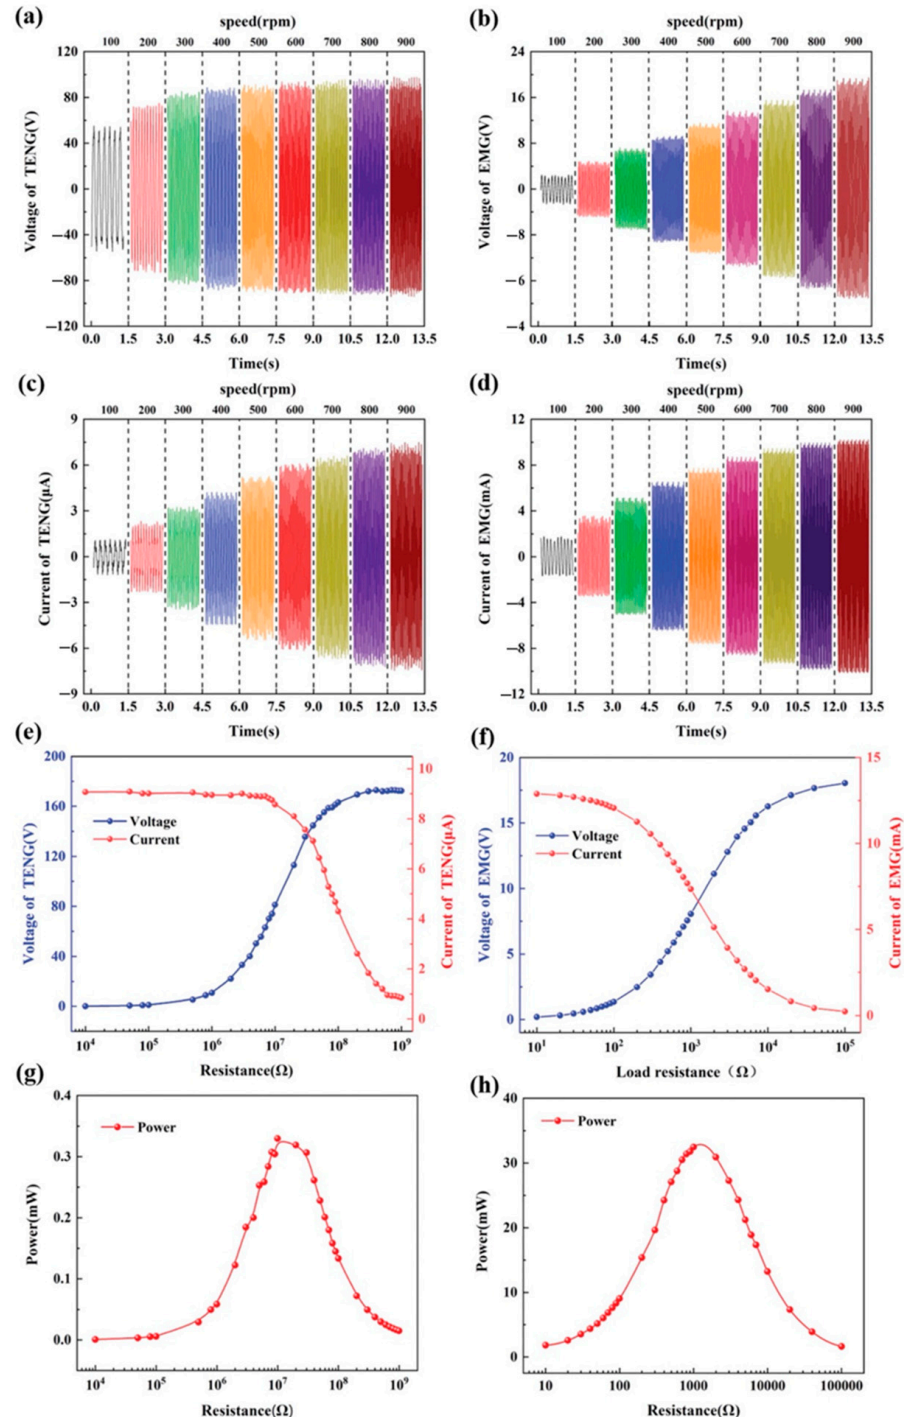 (a)
speed(rpm)
100 200 300 400 500 600 700 800 900
120
80
40
0
−40
−80
−120
Voltage of TENG(V)
0.0 1.5 3.0 4.5 6.0 7.5 9.0 10.5 12.0 13.5
Time(s)
(b)
speed(rpm)
100 200 300 400 500 600 700 800 900
24
16
8
0
−8
−6
−4
Voltage of EMG(V)
0.0 1.5 3.0 4.5 6.0 7.5 9.0 10.5 12.0 13.5
Time(s)
(c)
speed(rpm)
100 200 300 400 500 600 700 800 900
9
6
3
0
−3
−6
−9
Current of TENG(μA)
0.0 1.5 3.0 4.5 6.0 7.5 9.0 10.5 12.0 13.5
Time(s)
(d)
speed(rpm)
100 200 300 400 500 600 700 800 900
12
8
4
0
−4
−8
−12
Current of EMG(mA)
0.0 1.5 3.0 4.5 6.0 7.5 9.0 10.5 12.0 13.5
Time(s)
(e)
200
160
120
80
40
0
Voltage of TENG(V)
Voltage
Current
10
8
6
4
2
0
Current of TENG(μA)
10⁴ 10⁵ 10⁶ 10⁷ 10⁸ 10⁹
Resistance(Ω)
(f)
20
15
10
5
0
Voltage of EMG(V)
Voltage
Current
15
10
5
0
Current of EMG(mA)
10¹ 10² 10³ 10⁴ 10⁵
Load resistance（Ω）
(g)
0.4
0.3
0.2
0.1
0.0
Power(mW)
Power
10⁴ 10⁵ 10⁶ 10⁷ 10⁸ 10⁹
Resistance(Ω)
(h)
40
30
20
10
0
Power(mW)
Power
10 100 1000 10000 100000
Resistance(Ω)